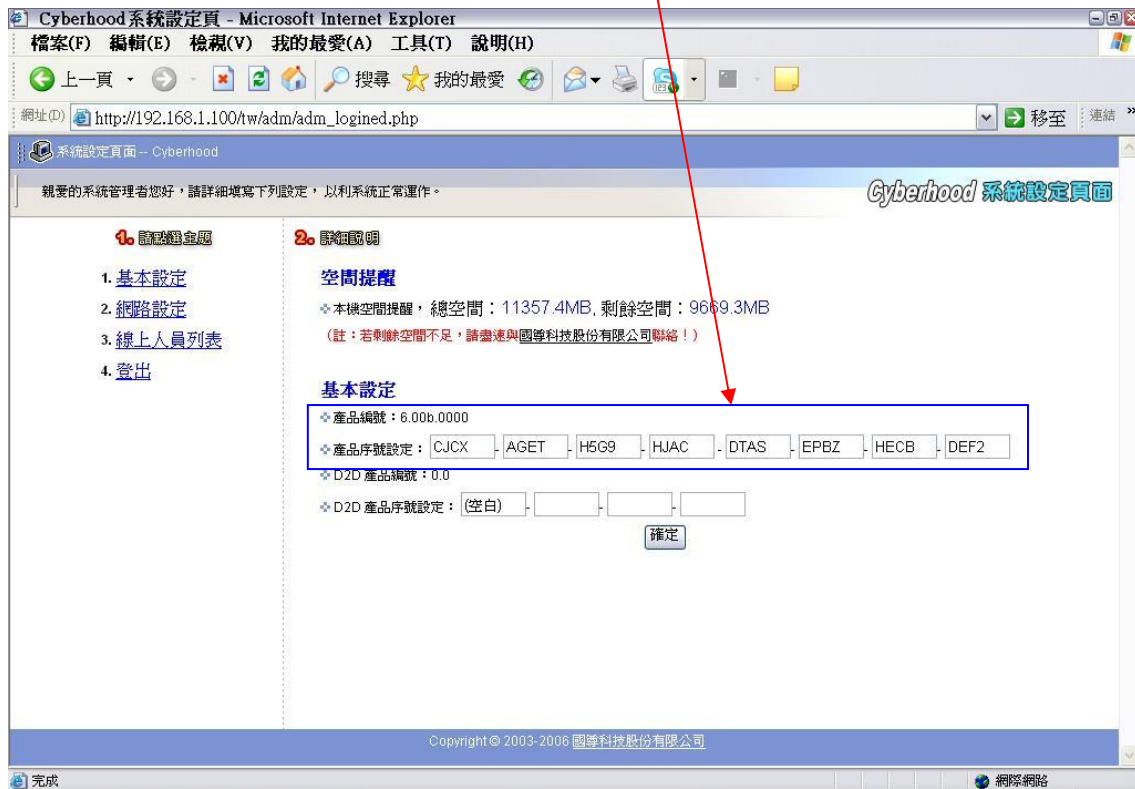 Cyberhood系統設定頁 - Microsoft Internet Explorer
檔案(F) 編輯(E) 檢視(V) 我的最愛(A) 工具(T) 說明(H)
上一頁 搜尋 我的最愛
網址(D) http://192.168.1.100/tw/adm/adm_logined.php 移至 連結 »
系統設定頁面 -- Cyberhood
親愛的系統管理者您好，請詳細填寫下列設定，以利系統正常運作。
Cyberhood 系統設定頁面
1. 請點選主題
1. 基本設定
2. 網路設定
3. 線上人員列表
4. 登出
2. 詳細說明
空間提醒
本機空間提醒，總空間：11357.4MB, 剩餘空間：9669.3MB
(註：若剩餘空間不足，請盡速與國尊科技股份有限公司聯絡！)
基本設定
產品編號：6.00b.0000
產品序號設定： CJCX - AGET - H5G9 - HJAC - DTAS - EPBZ - HECB - DEF2
D2D 產品編號：0.0
D2D 產品序號設定： (空白) - - -
確定
Copyright © 2003-2006 國尊科技股份有限公司
完成 網際網路